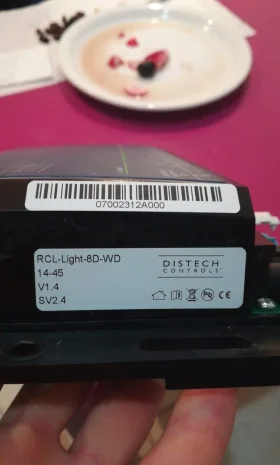 07002312A000
RCL-Light-8D-WD
14-45
V1.4
SV2.4
DISTECH
CONTROLS
CE